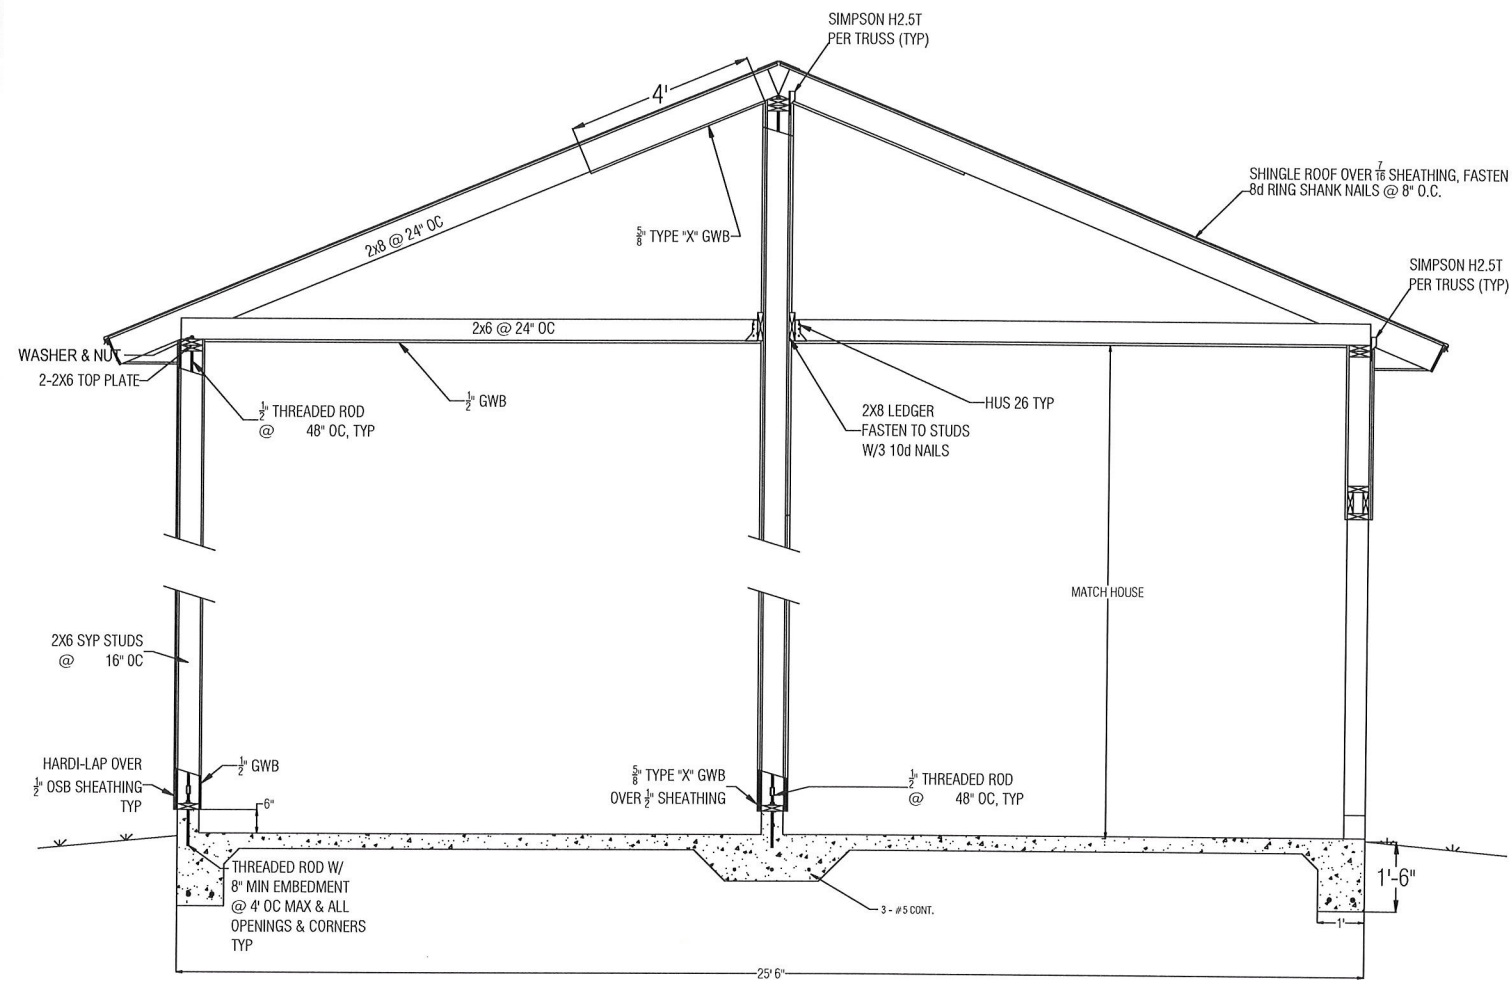 SIMPSON H2.5T
PER TRUSS (TYP)
4'
SHINGLE ROOF OVER 7/16 SHEATHING, FASTEN
8d RING SHANK NAILS @ 8" O.C.
2x8 @ 24" OC
5/8" TYPE "X" GWB
SIMPSON H2.5T
PER TRUSS (TYP)
2x6 @ 24" OC
WASHER & NUT
2-2X6 TOP PLATE
1/2" THREADED ROD
@ 48" OC, TYP
1/2" GWB
2X8 LEDGER
FASTEN TO STUDS
W/3 10d NAILS
HUS 26 TYP
MATCH HOUSE
2X6 SYP STUDS
@ 16" OC
HARDI-LAP OVER
1/2" OSB SHEATHING
TYP
1/2" GWB
6"
5/8" TYPE "X" GWB
OVER 1/2" SHEATHING
1/2" THREADED ROD
@ 48" OC, TYP
THREADED ROD W/
8" MIN EMBEDMENT
@ 4' OC MAX & ALL
OPENINGS & CORNERS
TYP
3 - #5 CONT.
1'-6"
1'
25' 6"